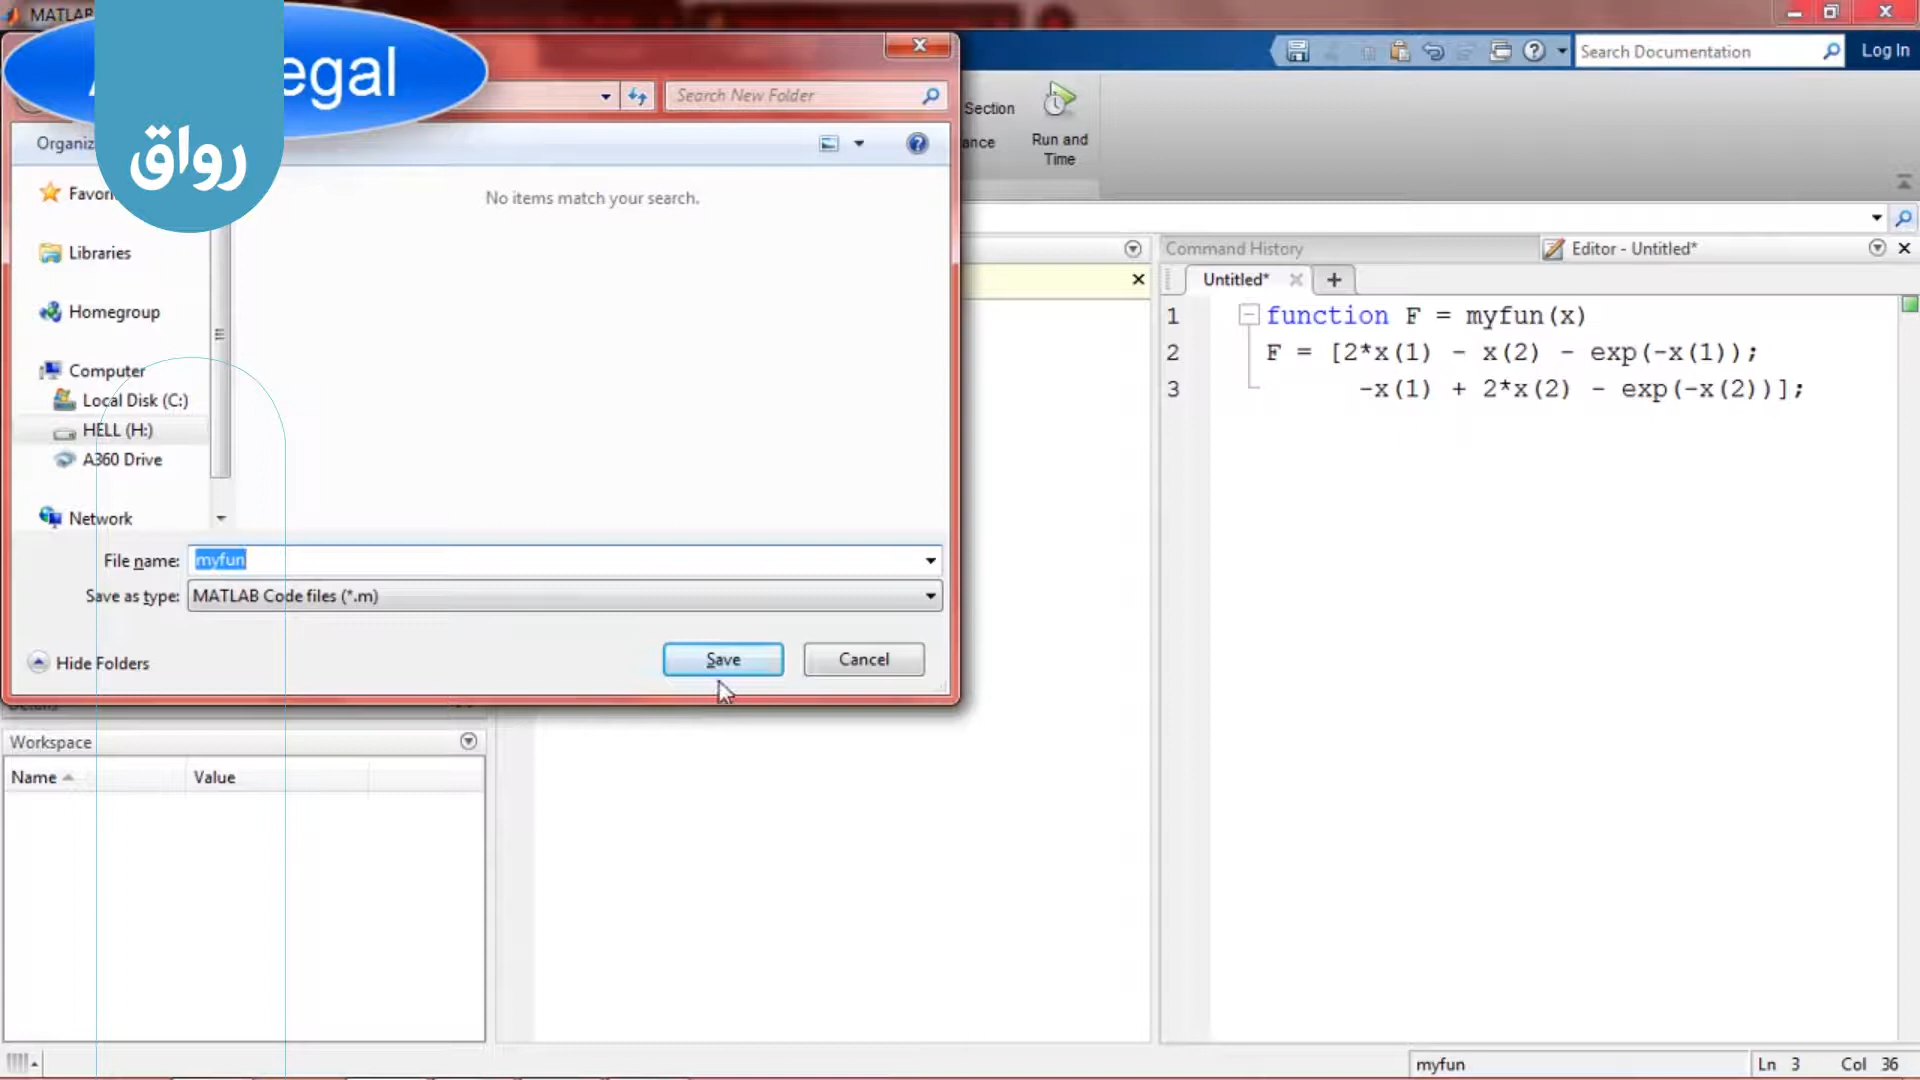 MATLAB
egal
رواق
Search New Folder
Organiz
No items match your search.
Favor
Libraries
Homegroup
Computer
Local Disk (C:)
HELL (H:)
A360 Drive
Network
File name: myfun
Save as type: MATLAB Code files (*.m)
Hide Folders
Save
Cancel
Search Documentation
Log In
Section
ance
Run and
Time
Command History
Editor - Untitled*
Untitled*
1 function F = myfun(x)
2 F = [2*x(1) - x(2) - exp(-x(1));
3 -x(1) + 2*x(2) - exp(-x(2))];
Workspace
Name
Value
myfun
Ln 3 Col 36